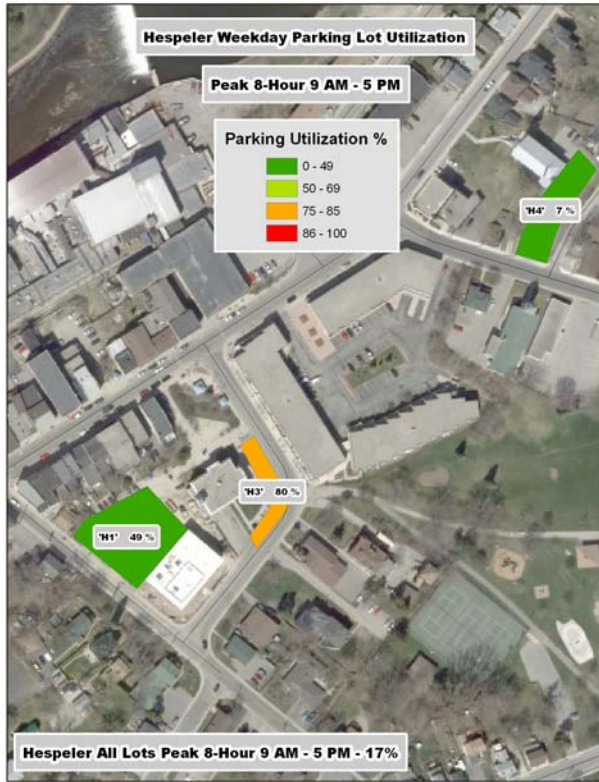 Hespeler Weekday Parking Lot Utilization
Peak 8-Hour 9 AM - 5 PM
Parking Utilization %
0 - 49
50 - 69
75 - 85
86 - 100
'H4' 7 %
'H3' 80 %
'H1' 49 %
Hespeler All Lots Peak 8-Hour 9 AM - 5 PM - 17%